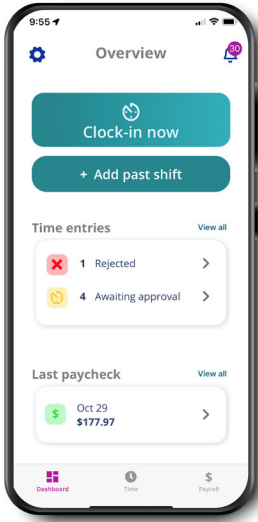 9:55
Overview
30
Clock-in now
+ Add past shift
Time entries
View all
1 Rejected
4 Awaiting approval
Last paycheck
View all
$
Oct 29
$177.97
$
Dashboard
Time
Payroll